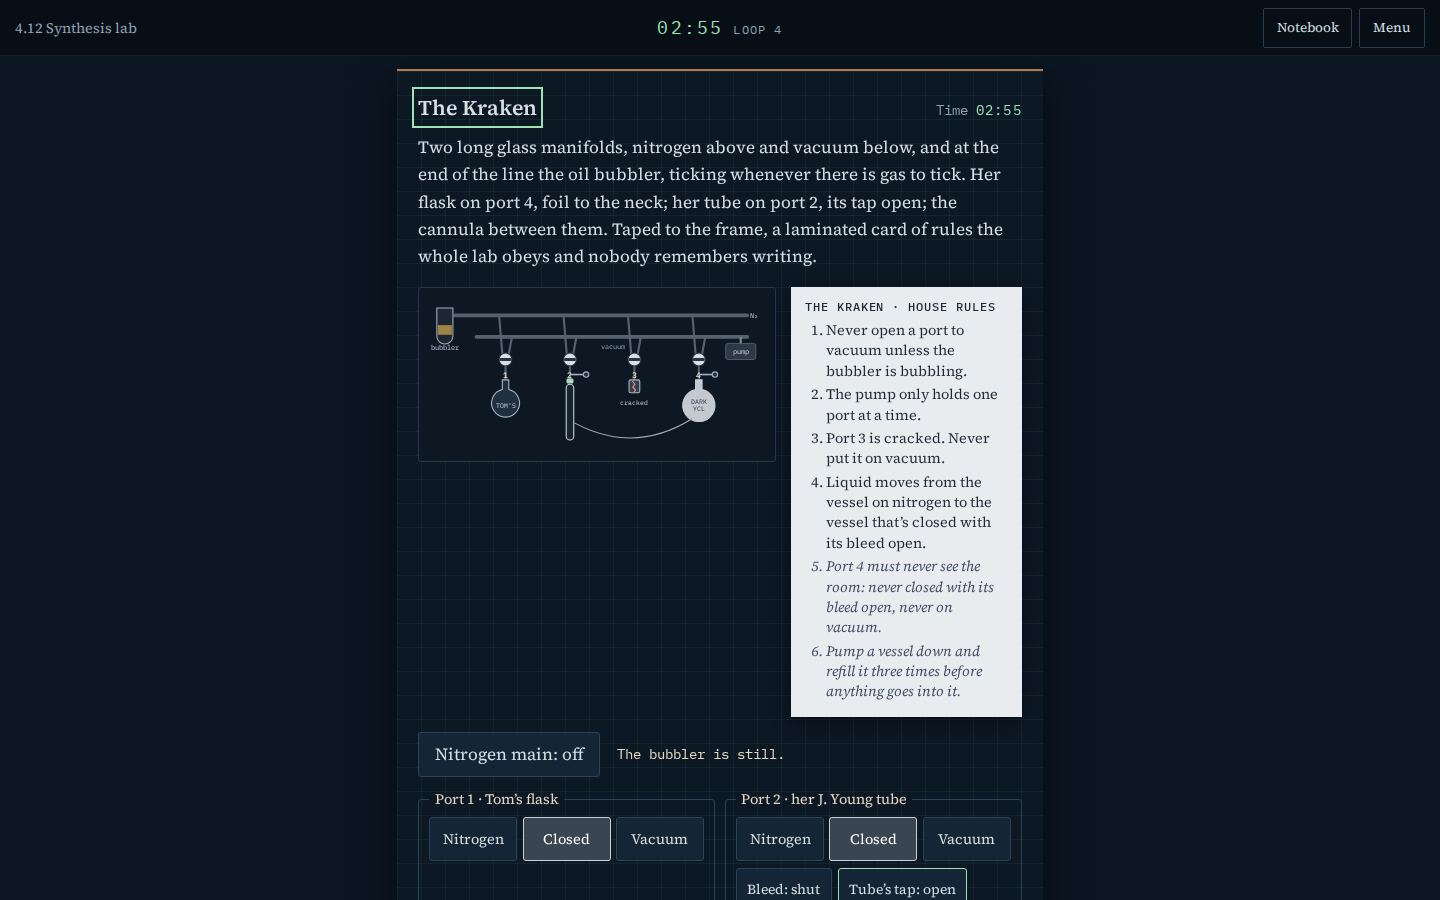 4.12 Synthesis lab
02:55 LOOP 4
Notebook
Menu
The Kraken
Time 02:55
Two long glass manifolds, nitrogen above and vacuum below, and at the
end of the line the oil bubbler, ticking whenever there is gas to tick. Her
flask on port 4, foil to the neck; her tube on port 2, its tap open; the
cannula between them. Taped to the frame, a laminated card of rules the
whole lab obeys and nobody remembers writing.
N₂
bubbler
vacuum
pump
1
2
3
4
TOM'S
cracked
DARK
YCL
THE KRAKEN · HOUSE RULES
1. Never open a port to
vacuum unless the
bubbler is bubbling.
2. The pump only holds one
port at a time.
3. Port 3 is cracked. Never
put it on vacuum.
4. Liquid moves from the
vessel on nitrogen to the
vessel that’s closed with
its bleed open.
5. Port 4 must never see the
room: never closed with its
bleed open, never on
vacuum.
6. Pump a vessel down and
refill it three times before
anything goes into it.
Nitrogen main: off
The bubbler is still.
Port 1 · Tom’s flask
Nitrogen
Closed
Vacuum
Port 2 · her J. Young tube
Nitrogen
Closed
Vacuum
Bleed: shut
Tube’s tap: open